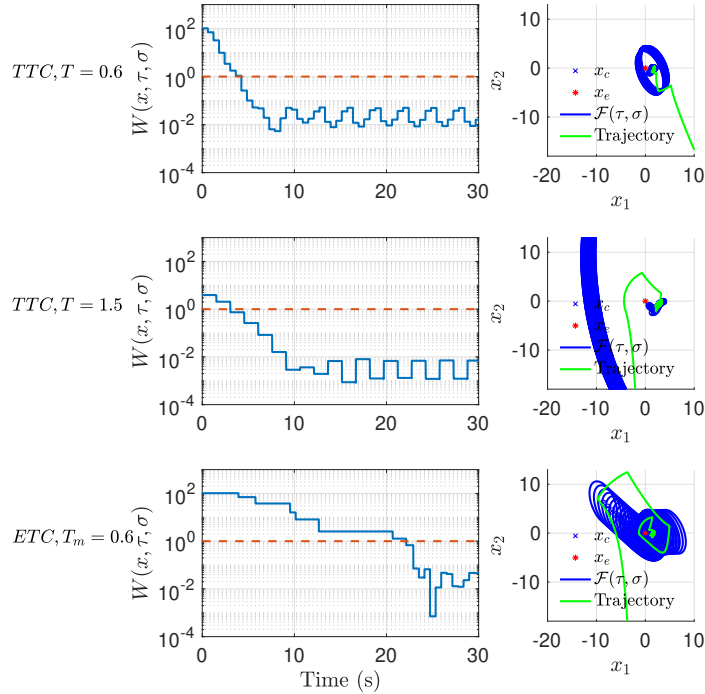 TTC, T = 0.6
W(x, τ, σ)
10^2
10^0
10^-2
10^-4
0 10 20 30
x_2
10
0
-10
x_c
x_e
F(τ, σ)
Trajectory
-20 -10 0 10
x_1
TTC, T = 1.5
W(x, τ, σ)
10^2
10^0
10^-2
10^-4
0 10 20 30
x_2
10
0
-10
x_c
x_e
F(τ, σ)
Trajectory
-20 -10 0 10
x_1
ETC, T_m = 0.6
W(x, τ, σ)
10^2
10^0
10^-2
10^-4
0 10 20 30
Time (s)
x_2
10
0
-10
x_c
x_e
F(τ, σ)
Trajectory
-20 -10 0 10
x_1